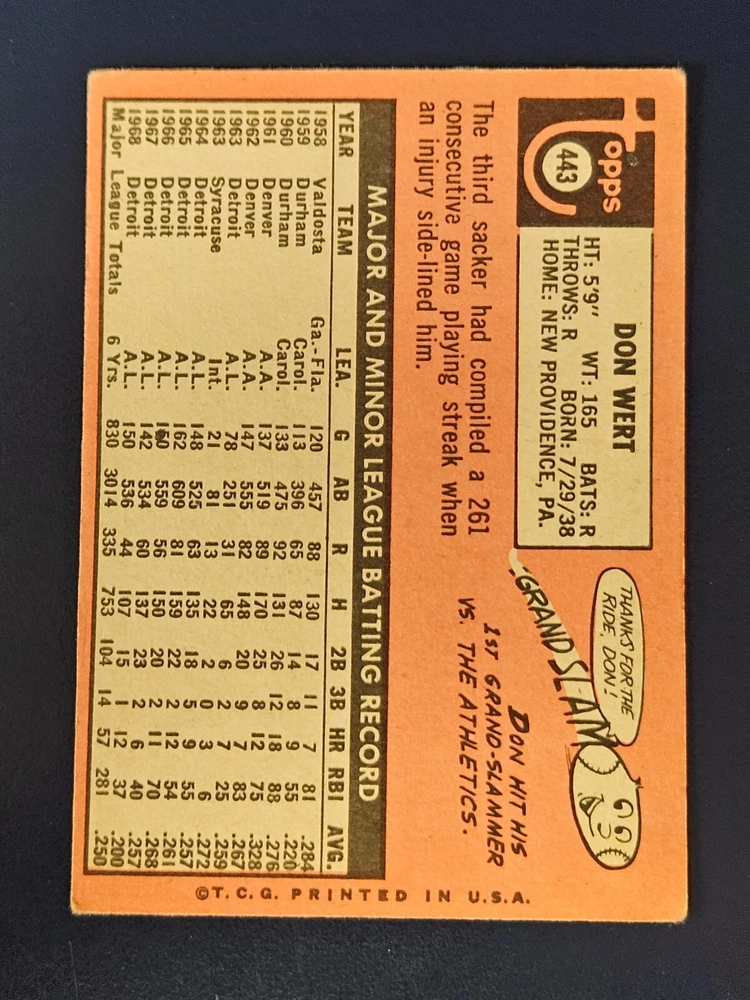 Topps
443
DON WERT
HT: 5'9" WT: 165 BATS: R
THROWS: R BORN: 7/29/38
HOME: NEW PROVIDENCE, PA.
The third sacker had compiled a 261
consecutive game playing streak when
an injury side-lined him.
THANKS FOR THE
RIDE, DON!
GRAND SLAM
DON HIT HIS
1ST GRAND-SLAMMER
VS. THE ATHLETICS.
MAJOR AND MINOR LEAGUE BATTING RECORD
YEAR TEAM LEA. G AB R H 2B 3B HR RBI AVG.
1958 Valdosta Ga.-Fla. 120 457 88 130 17 11 7 81 .284
1959 Durham Carol. 113 396 65 87 14 8 9 55 .220
1960 Durham Carol. 133 475 92 131 26 12 18 88 .276
1961 Denver A.A. 137 519 89 170 25 8 12 75 .328
1962 Denver A.A. 147 555 82 148 20 9 7 83 .267
1963 Detroit A.L. 78 251 31 65 6 2 7 25 .259
1963 Syracuse Int. 21 81 13 22 2 0 3 6 .272
1964 Detroit A.L. 148 525 63 135 18 5 9 55 .257
1965 Detroit A.L. 162 609 81 159 22 2 12 54 .261
1966 Detroit A.L. 150 559 56 150 20 2 11 70 .268
1967 Detroit A.L. 142 534 60 137 23 2 6 40 .257
1968 Detroit A.L. 150 536 44 107 15 1 12 37 .200
Major League Totals 6 Yrs. 830 3014 335 753 104 14 57 281 .250
©T.C.G. PRINTED IN U.S.A.